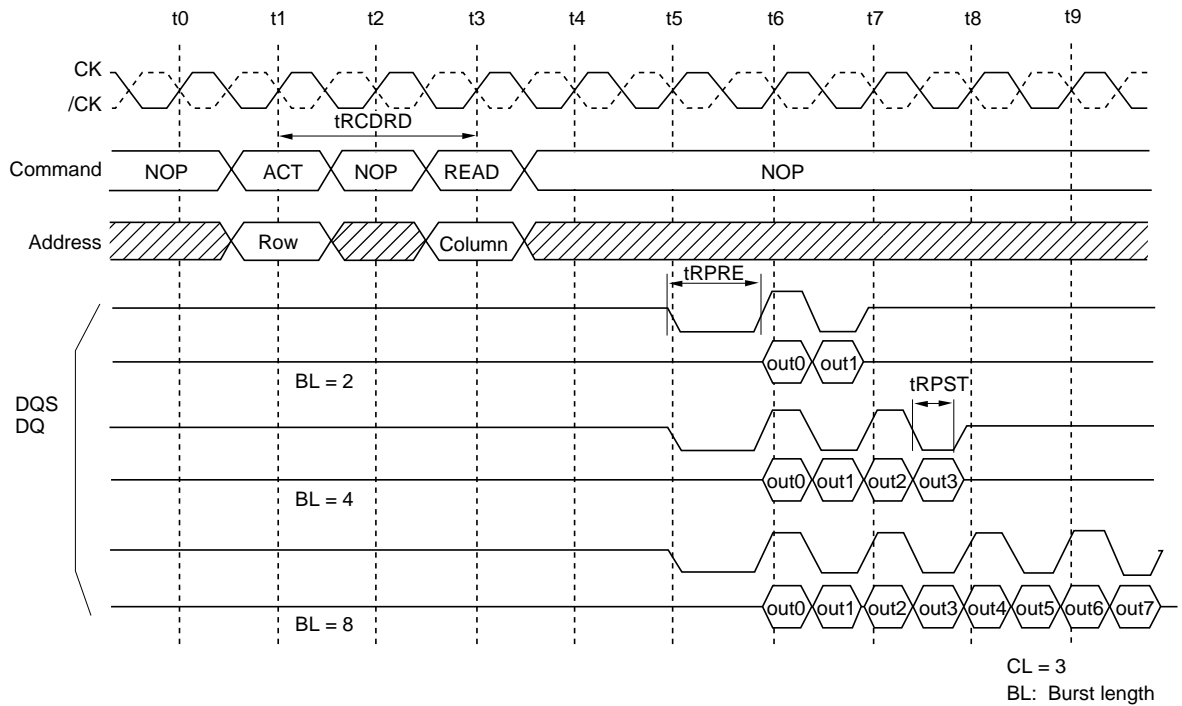 t0 t1 t2 t3 t4 t5 t6 t7 t8 t9
CK
/CK
tRCDRD
Command NOP ACT NOP READ NOP
Address Row Column
tRPRE
out0 out1
BL = 2
tRPST
DQS
DQ
out0 out1 out2 out3
BL = 4
out0 out1 out2 out3 out4 out5 out6 out7
BL = 8
CL = 3
BL: Burst length